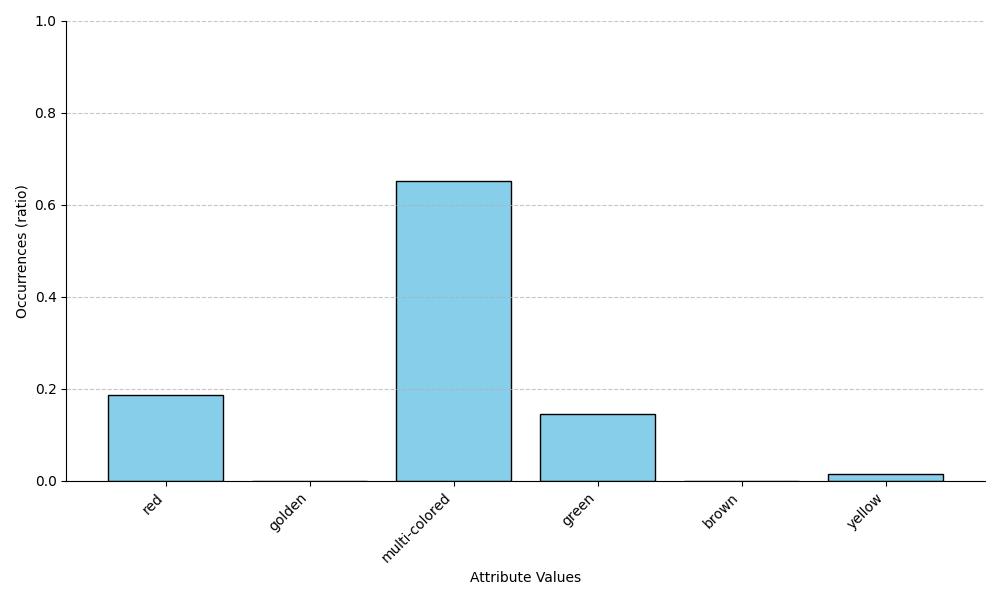 1.0
0.8
0.6
0.4
0.2
0.0
Occurrences (ratio)
red
golden
multi-colored
green
brown
yellow
Attribute Values